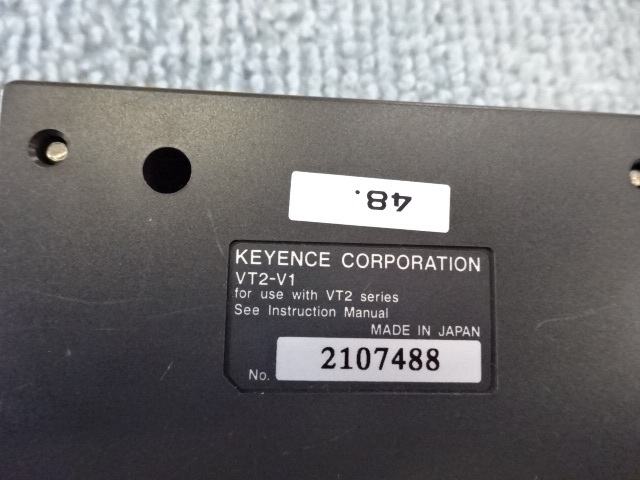 48.
KEYENCE CORPORATION
VT2-V1
for use with VT2 series
See Instruction Manual
MADE IN JAPAN
No. 2107488